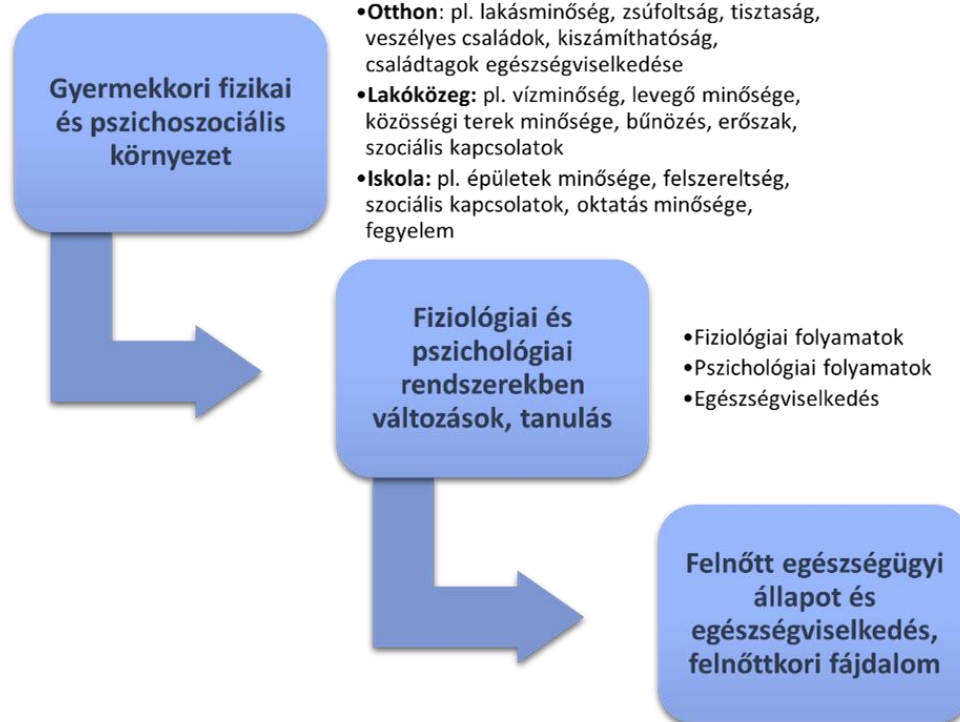 Gyermekkori fizikai
és pszichoszociális
környezet
•Otthon: pl. lakásminőség, zsúfoltság, tisztaság,
veszélyes családok, kiszámíthatóság,
családtagok egészségviselkedése
•Lakóközeg: pl. vízminőség, levegő minősége,
közösségi terek minősége, bűnözés, erőszak,
szociális kapcsolatok
•Iskola: pl. épületek minősége, felszereltség,
szociális kapcsolatok, oktatás minősége,
fegyelem
Fiziológiai és
pszichológiai
rendszerekben
változások, tanulás
•Fiziológiai folyamatok
•Pszichológiai folyamatok
•Egészségviselkedés
Felnőtt egészségügyi
állapot és
egészségviselkedés,
felnőttkori fájdalom